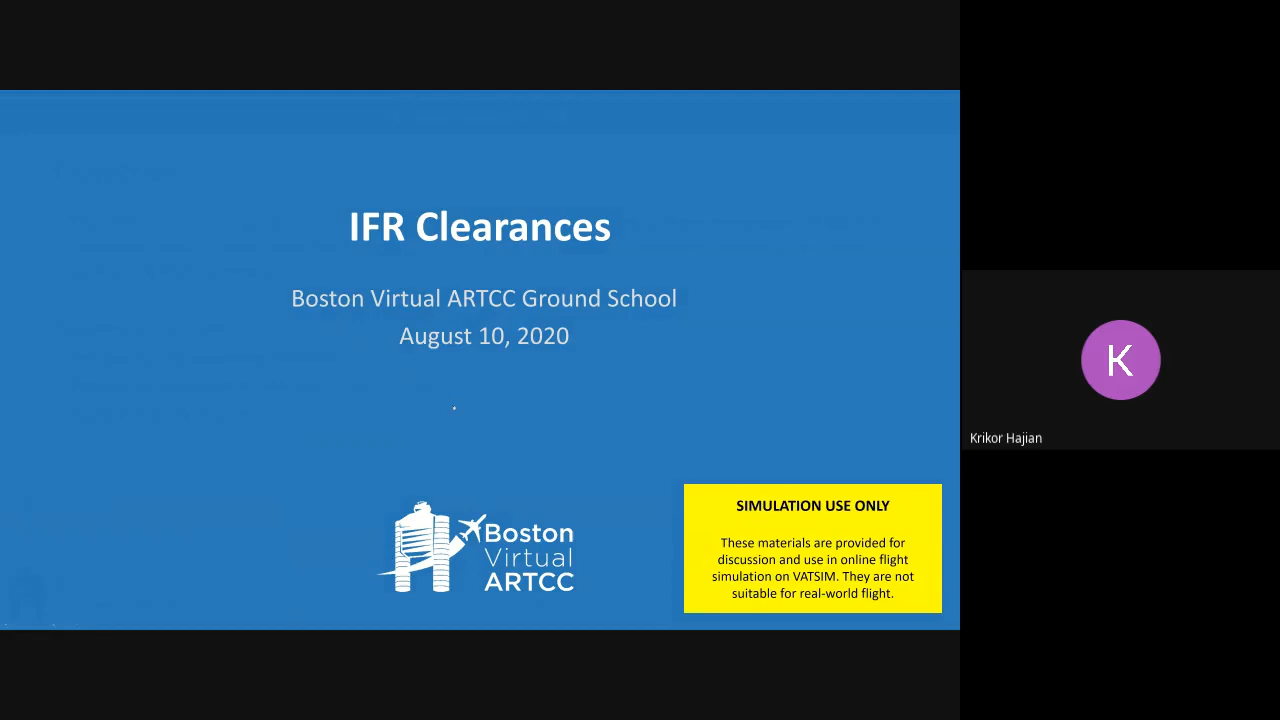 IFR Clearances
Boston Virtual ARTCC Ground School
August 10, 2020
Boston
Virtual
ARTCC
SIMULATION USE ONLY
These materials are provided for
discussion and use in online flight
simulation on VATSIM. They are not
suitable for real-world flight.
K
Krikor Hajian